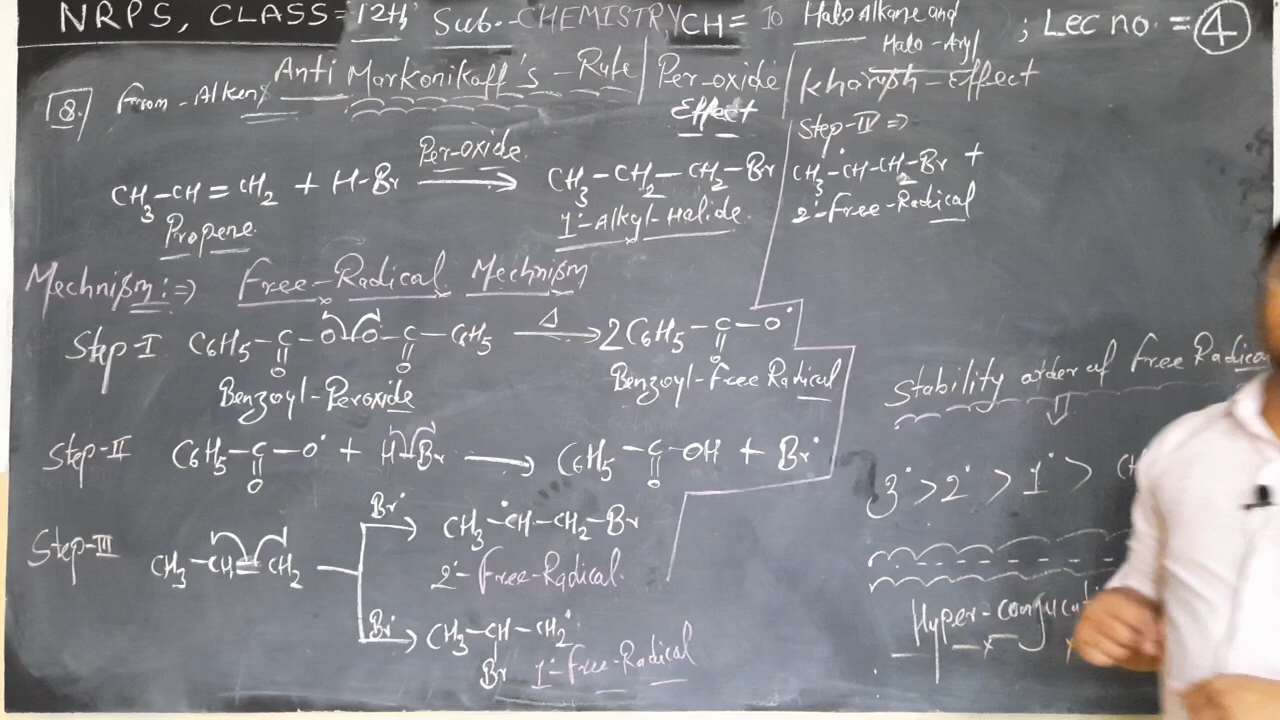 NRPS, CLASS=12th Sub.-CHEMISTRY, CH= 10 Halo Alkane and Halo-Aryl ; Lec no. = 4
8. From-Alkene Anti Markonikoff's-Rule / Per-oxide Effect / kharaph-Effect
CH3-CH=CH2 + H-Br Per-oxide → CH3-CH2-CH2-Br
Propene 1°-Alkyl-Halide
Mechnism:⇒ Free-Radical Mechnism
Step-I C6H5-C-O-O-C-C6H5 Δ → 2C6H5-C-O•
O O O
Benzoyl-Peroxide Benzoyl-Free Radical
Step-II C6H5-C-O• + H-Br → C6H5-C-OH + Br•
O O
Step-III CH3-CH=CH2
Br• → CH3-•CH-CH2-Br
2°-Free-Radical
Br• → CH3-CH-CH2•
Br 1°-Free-Radical
Step-IV ⇒
CH3-•CH-CH2-Br +
2°-Free-Radical
Stability order of Free Radical
⇓
3° > 2° > 1° >